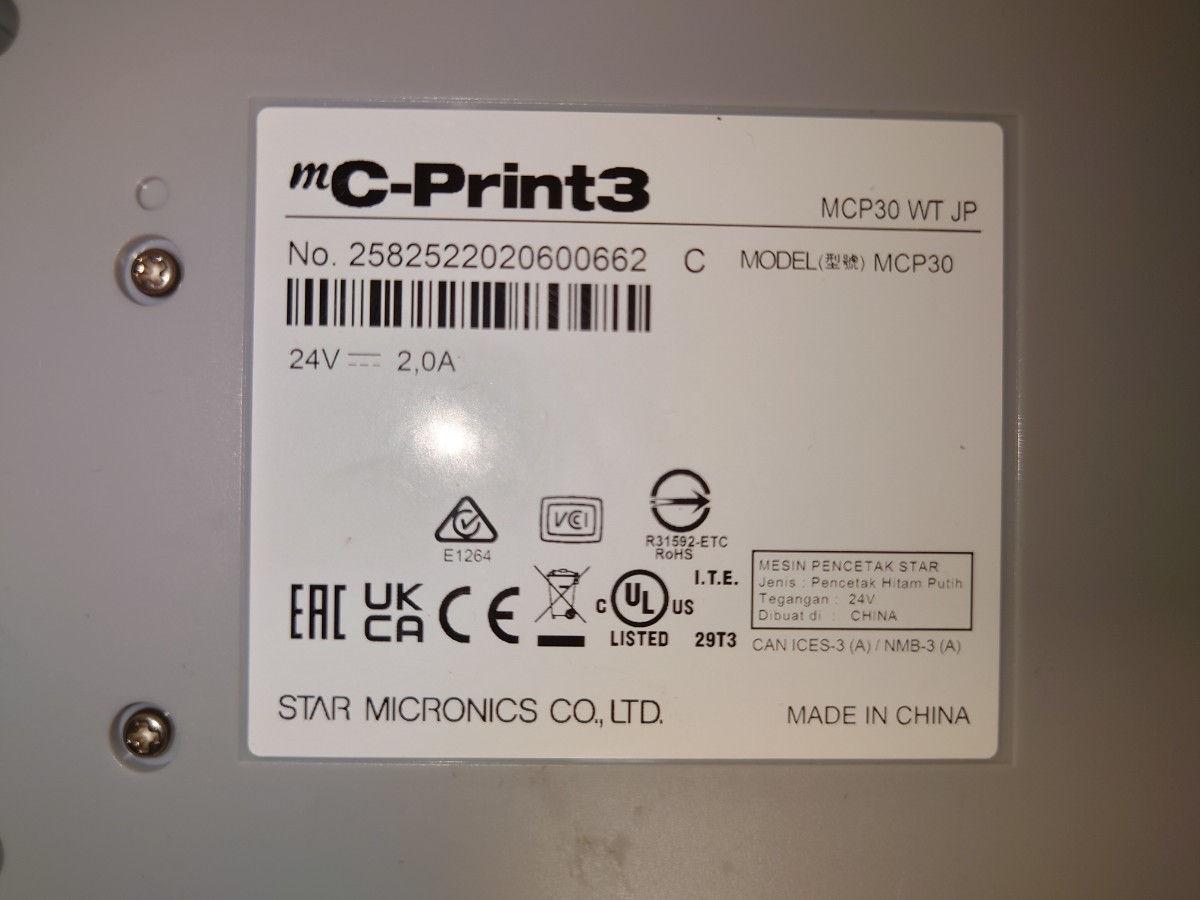 mC-Print3
MCP30 WT JP
No. 2582522020600662 C MODEL(型號) MCP30
24V 2,0A
VCI
E1264
R31592-ETC
RoHS
EAC UK CA CE C UL US LISTED
I.T.E.
29T3
MESIN PENCETAK STAR
Jenis : Pencetak Hitam Putih
Tegangan : 24V
Dibuat di : CHINA
CAN ICES-3 (A) / NMB-3 (A)
STAR MICRONICS CO., LTD.
MADE IN CHINA